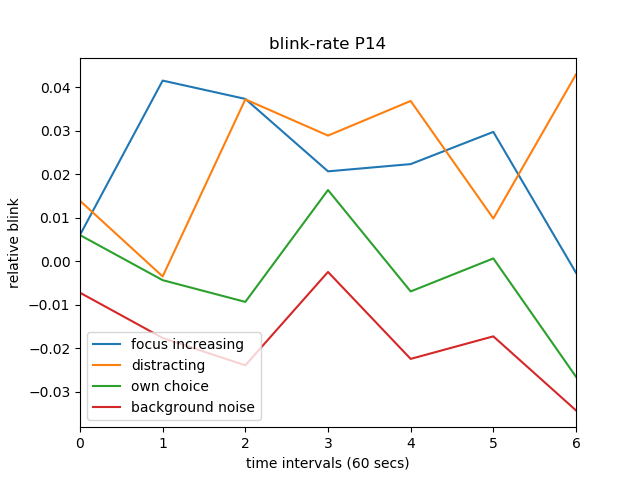 blink-rate P14
relative blink
0.04
0.03
0.02
0.01
0.00
−0.01
−0.02
−0.03
focus increasing
distracting
own choice
background noise
0 1 2 3 4 5 6
time intervals (60 secs)